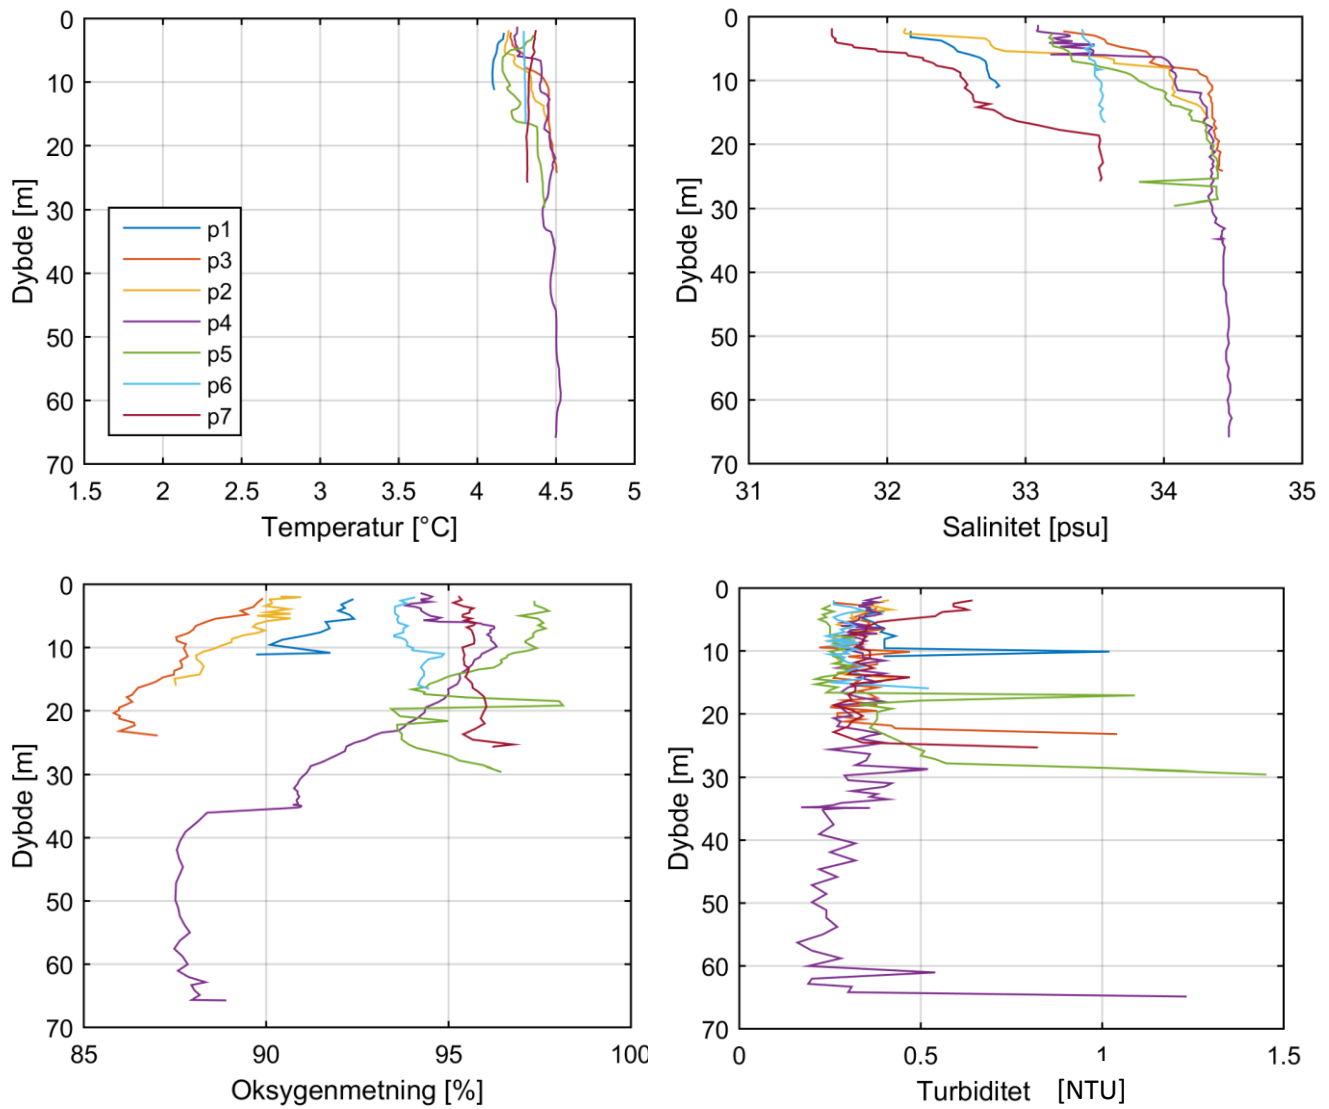 0
10
20
30
40
50
60
70
Dybde [m]
p1
p3
p2
p4
p5
p6
p7
1.5 2 2.5 3 3.5 4 4.5 5
Temperatur [°C]
0
10
20
30
40
50
60
70
Dybde [m]
31 32 33 34 35
Salinitet [psu]
0
10
20
30
40
50
60
70
Dybde [m]
85 90 95 100
Oksygenmetning [%]
0
10
20
30
40
50
60
70
Dybde [m]
0 0.5 1 1.5
Turbiditet [NTU]